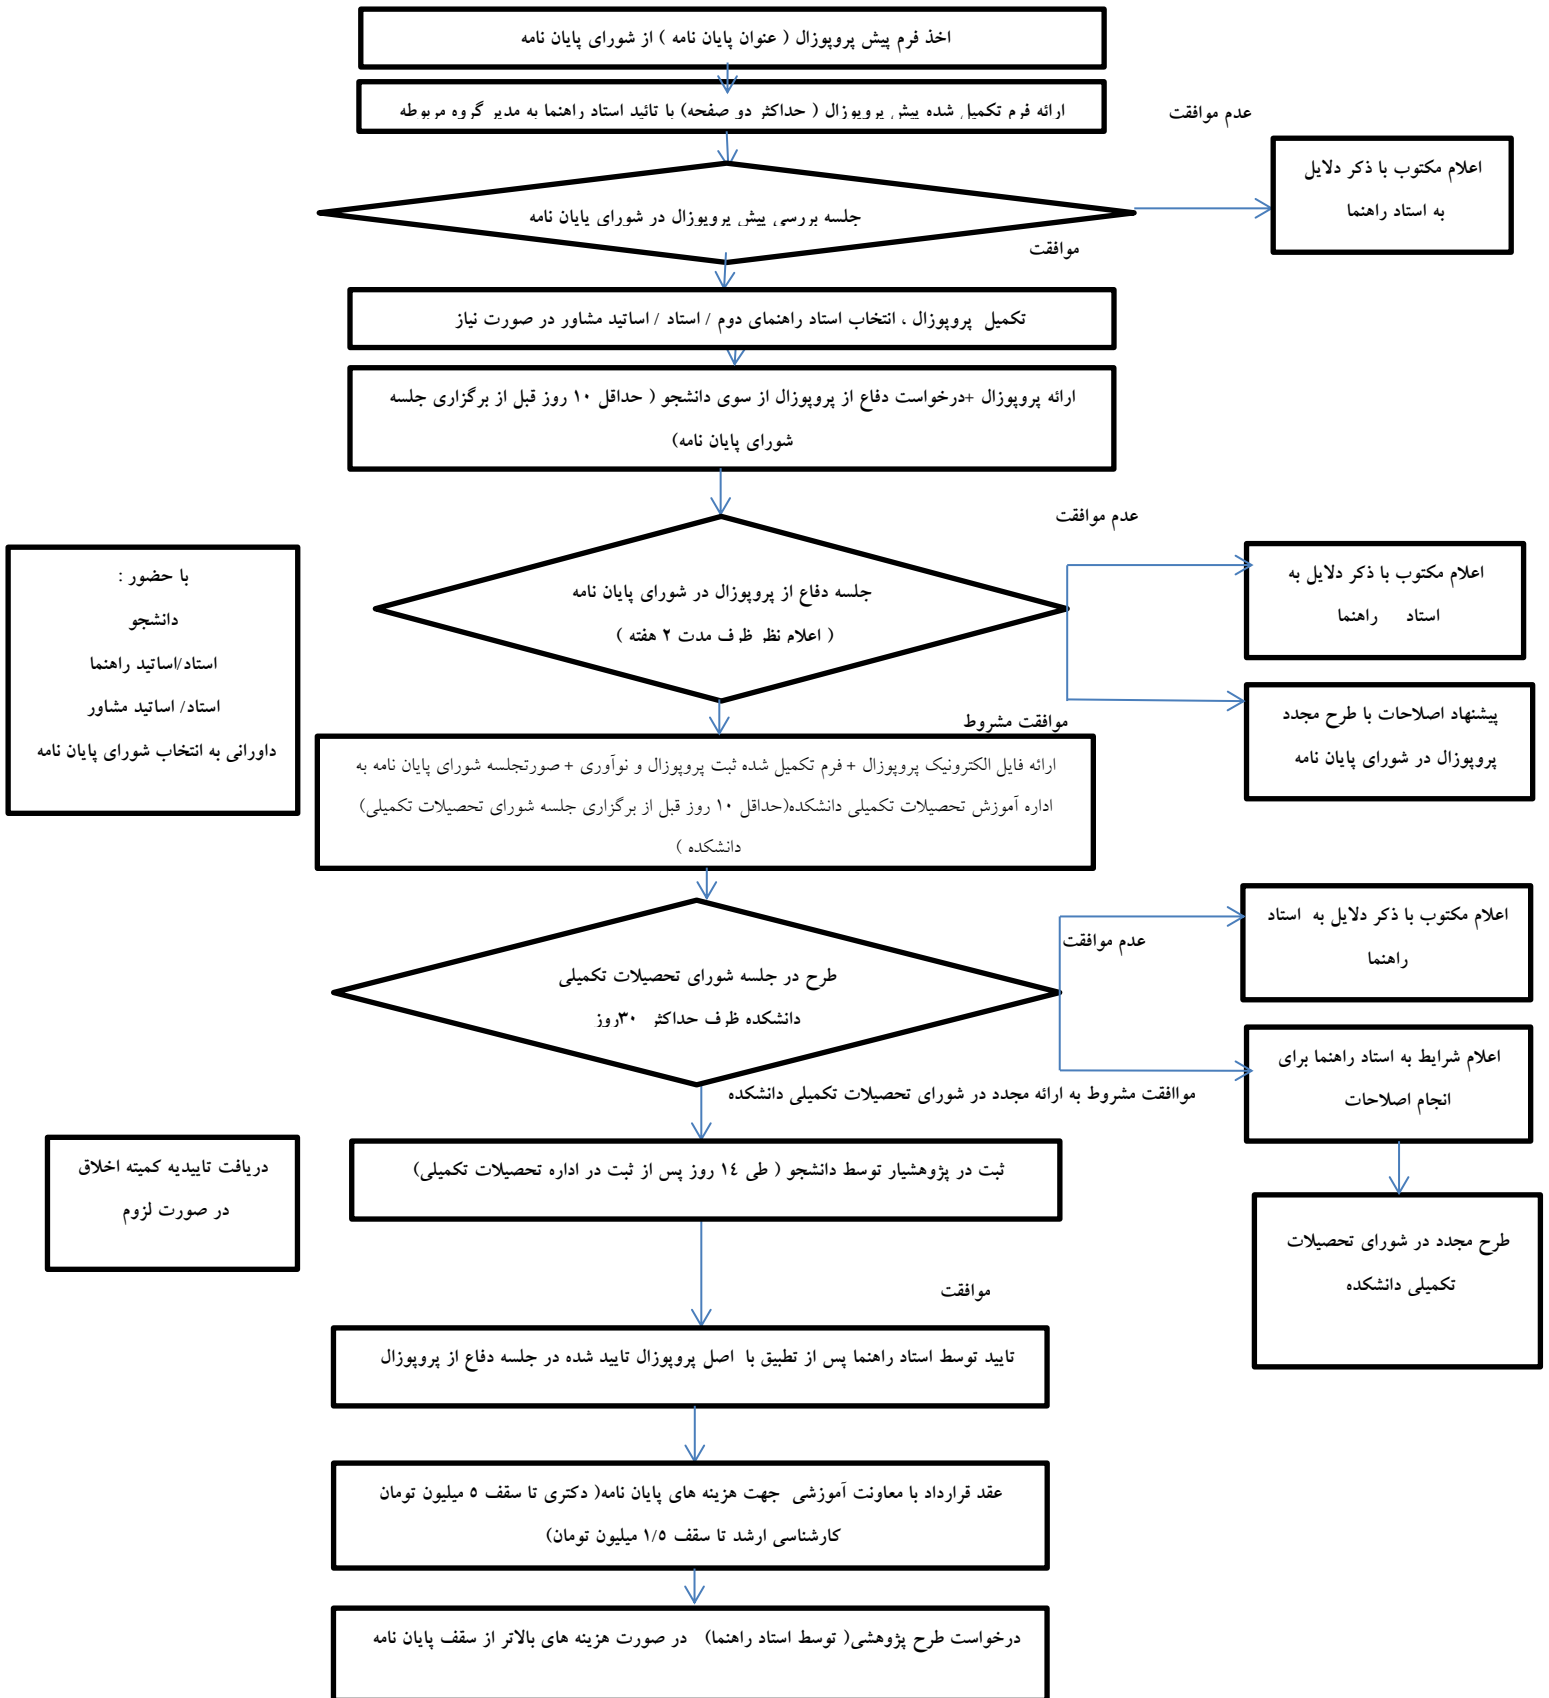 اخذ فرم پیش پروپوزال ( عنوان پایان نامه ) از شورای پایان نامه
ارائه فرم تکمیل شده پیش پروپوزال ( حداکثر دو صفحه) با تائید استاد راهنما به مدیر گروه مربوطه
عدم موافقت
اعلام مکتوب با ذکر دلایل
به استاد راهنما
جلسه بررسی پیش پروپوزال در شورای پایان نامه
موافقت
تکمیل پروپوزال ، انتخاب استاد راهنمای دوم / استاد / اساتید مشاور در صورت نیاز
ارائه پروپوزال +درخواست دفاع از پروپوزال از سوی دانشجو ( حداقل ۱۰ روز قبل از برگزاری جلسه
شورای پایان نامه)
عدم موافقت
اعلام مکتوب با ذکر دلایل به
استاد راهنما
جلسه دفاع از پروپوزال در شورای پایان نامه
( اعلام نظر ظرف مدت ۲ هفته )
با حضور :
دانشجو
استاد/اساتید راهنما
استاد/ اساتید مشاور
داورانی به انتخاب شورای پایان نامه
پیشنهاد اصلاحات با طرح مجدد
پروپوزال در شورای پایان نامه
موافقت مشروط
ارائه فایل الکترونیک پروپوزال + فرم تکمیل شده ثبت پروپوزال و نوآوری + صورتجلسه شورای پایان نامه به
اداره آموزش تحصیلات تکمیلی دانشکده(حداقل ۱۰ روز قبل از برگزاری جلسه شورای تحصیلات تکمیلی)
دانشکده )
اعلام مکتوب با ذکر دلایل به استاد
راهنما
عدم موافقت
طرح در جلسه شورای تحصیلات تکمیلی
دانشکده ظرف حداکثر ۳۰روز
اعلام شرایط به استاد راهنما برای
انجام اصلاحات
مواافقت مشروط به ارائه مجدد در شورای تحصیلات تکمیلی دانشکده
ثبت در پژوهشیار توسط دانشجو ( طی ۱٤ روز پس از ثبت در اداره تحصیلات تکمیلی)
دریافت تاییدیه کمیته اخلاق
در صورت لزوم
طرح مجدد در شورای تحصیلات
تکمیلی دانشکده
موافقت
تایید توسط استاد راهنما پس از تطبیق با اصل پروپوزال تایید شده در جلسه دفاع از پروپوزال
عقد قرارداد با معاونت آموزشی جهت هزینه های پایان نامه( دکتری تا سقف ٥ میلیون تومان
کارشناسی ارشد تا سقف ۱/٥ میلیون تومان)
درخواست طرح پژوهشی( توسط استاد راهنما) در صورت هزینه های بالاتر از سقف پایان نامه